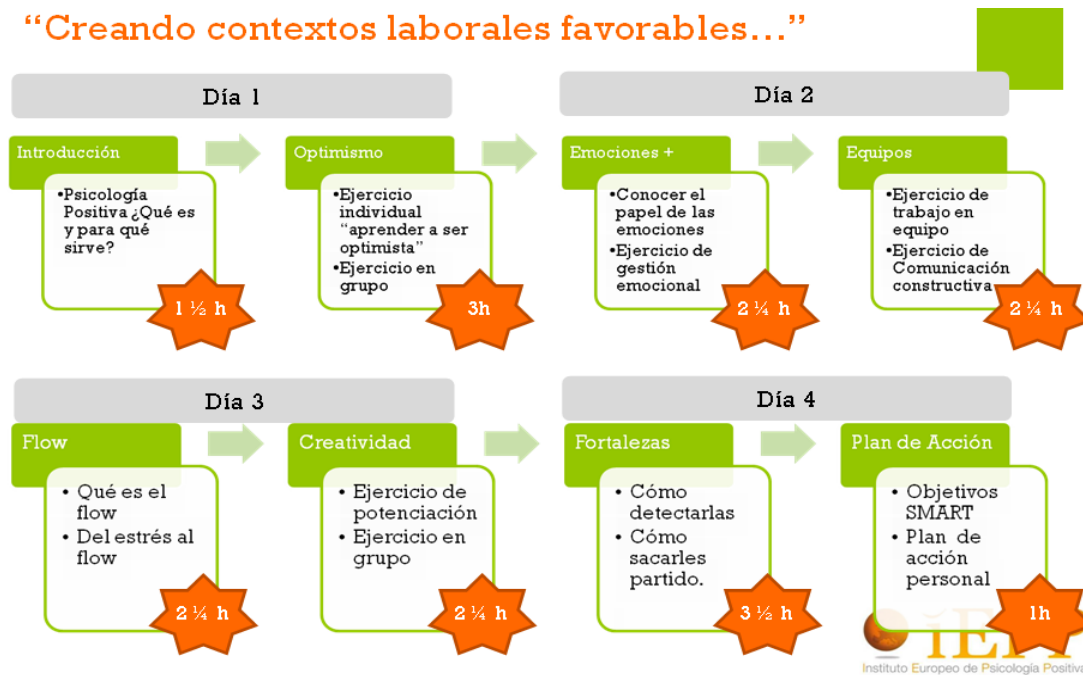 “Creando contextos laborales favorables...”
Día 1
Día 2
Introducción
•Psicología
Positiva ¿Qué es
y para qué
sirve?
1 ½ h
Optimismo
•Ejercicio
individual
“aprender a ser
optimista”
•Ejercicio en
grupo
3h
Emociones +
•Conocer el
papel de las
emociones
•Ejercicio de
gestión
emocional
2 ¼ h
Equipos
•Ejercicio de
trabajo en
equipo
•Ejercicio de
Comunicación
constructiva
2 ¼ h
Día 3
Día 4
Flow
• Qué es el
flow
• Del estrés al
flow
2 ¼ h
Creatividad
• Ejercicio de
potenciación
• Ejercicio en
grupo
2 ¼ h
Fortalezas
• Cómo
detectarlas
• Cómo
sacarles
partido.
3 ½ h
Plan de Acción
• Objetivos
SMART
• Plan de
acción
personal
1h
Instituto Europeo de Psicología Positiva